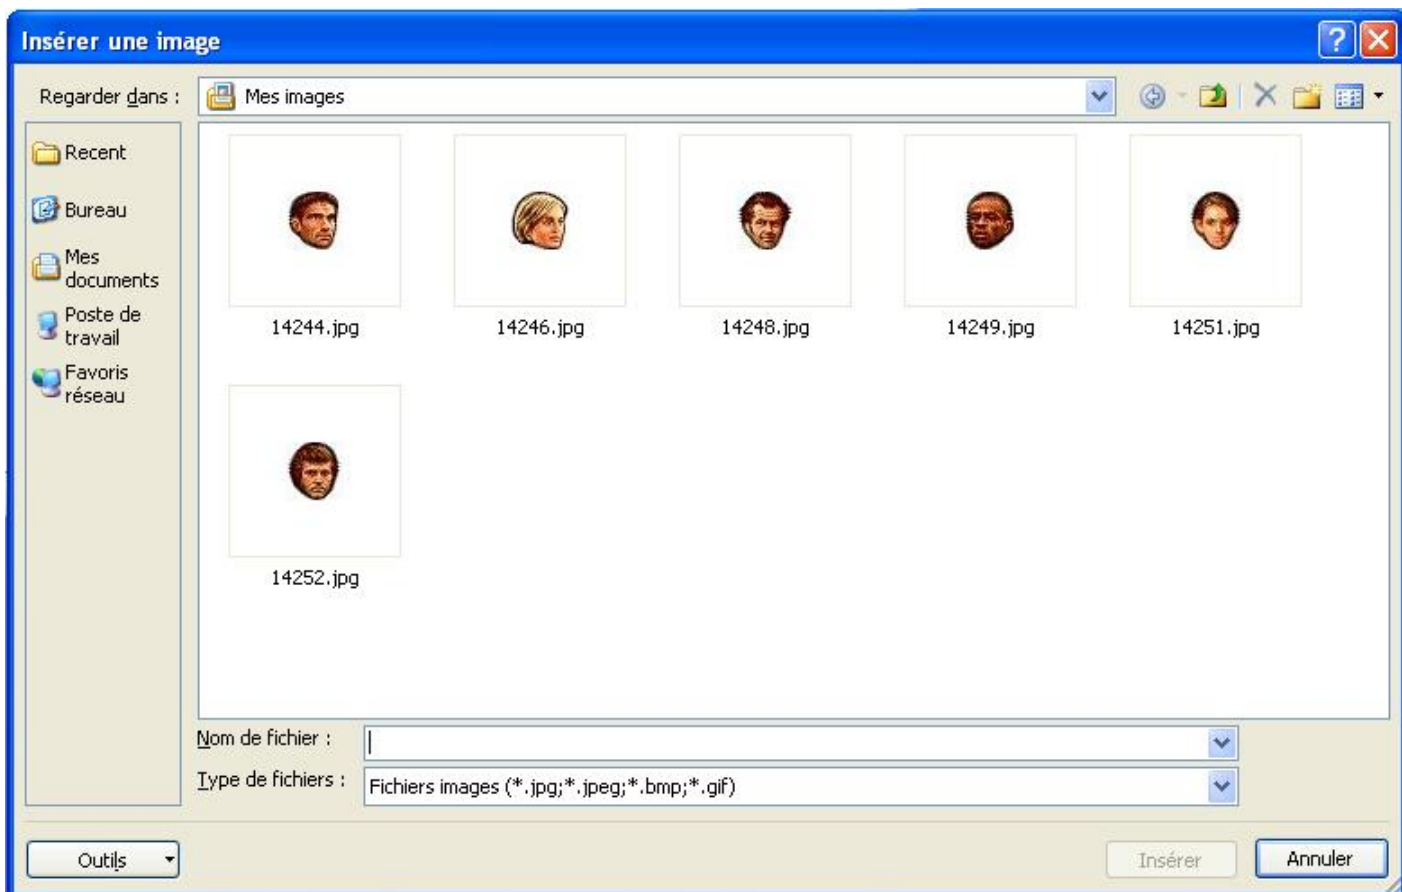 Insérer une image
Regarder dans :
Mes images
Recent
Bureau
Mes
documents
Poste de
travail
Favoris
réseau
14244.jpg
14246.jpg
14248.jpg
14249.jpg
14251.jpg
14252.jpg
Nom de fichier :
Type de fichiers :
Fichiers images (*.jpg;*.jpeg;*.bmp;*.gif)
Outils
Insérer
Annuler